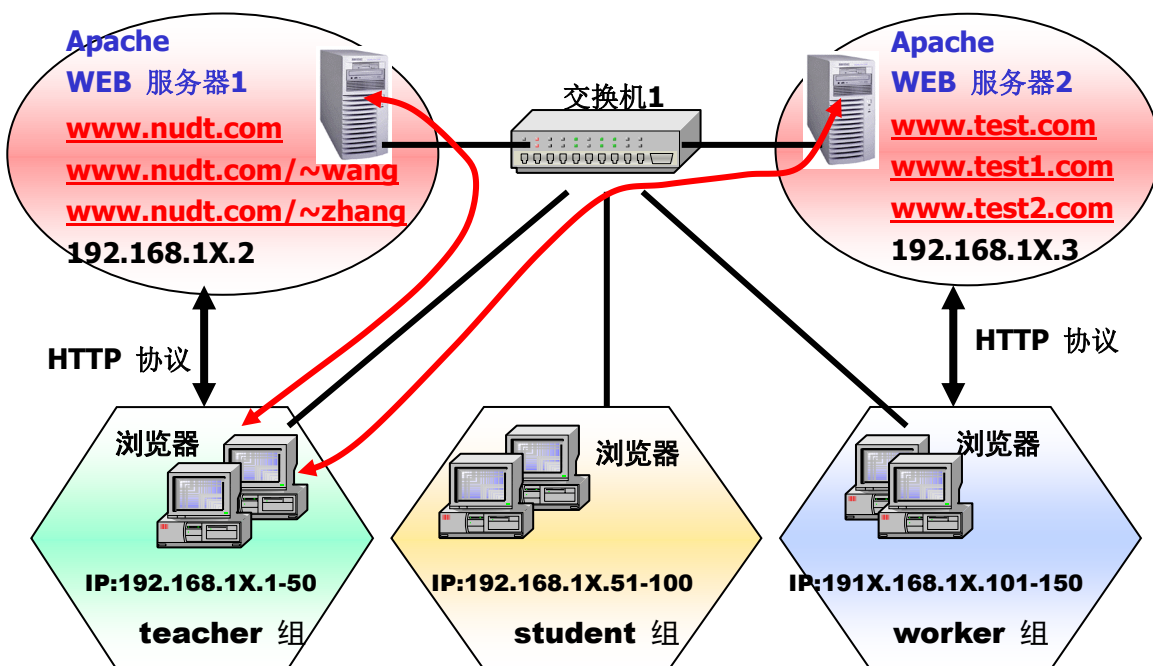 Apache
WEB 服务器1
www.nudt.com
www.nudt.com/~wang
www.nudt.com/~zhang
192.168.1X.2
交换机1
Apache
WEB 服务器2
www.test.com
www.test1.com
www.test2.com
192.168.1X.3
HTTP 协议
HTTP 协议
浏览器
IP:192.168.1X.1-50
teacher 组
浏览器
IP:192.168.1X.51-100
student 组
浏览器
IP:191X.168.1X.101-150
worker 组